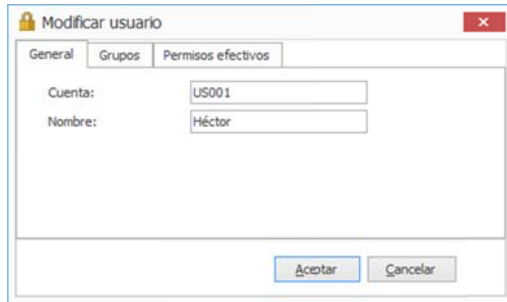 Modificar usuario
General Grupos Permisos efectivos
Cuenta: US001
Nombre: Héctor
Aceptar Cancelar